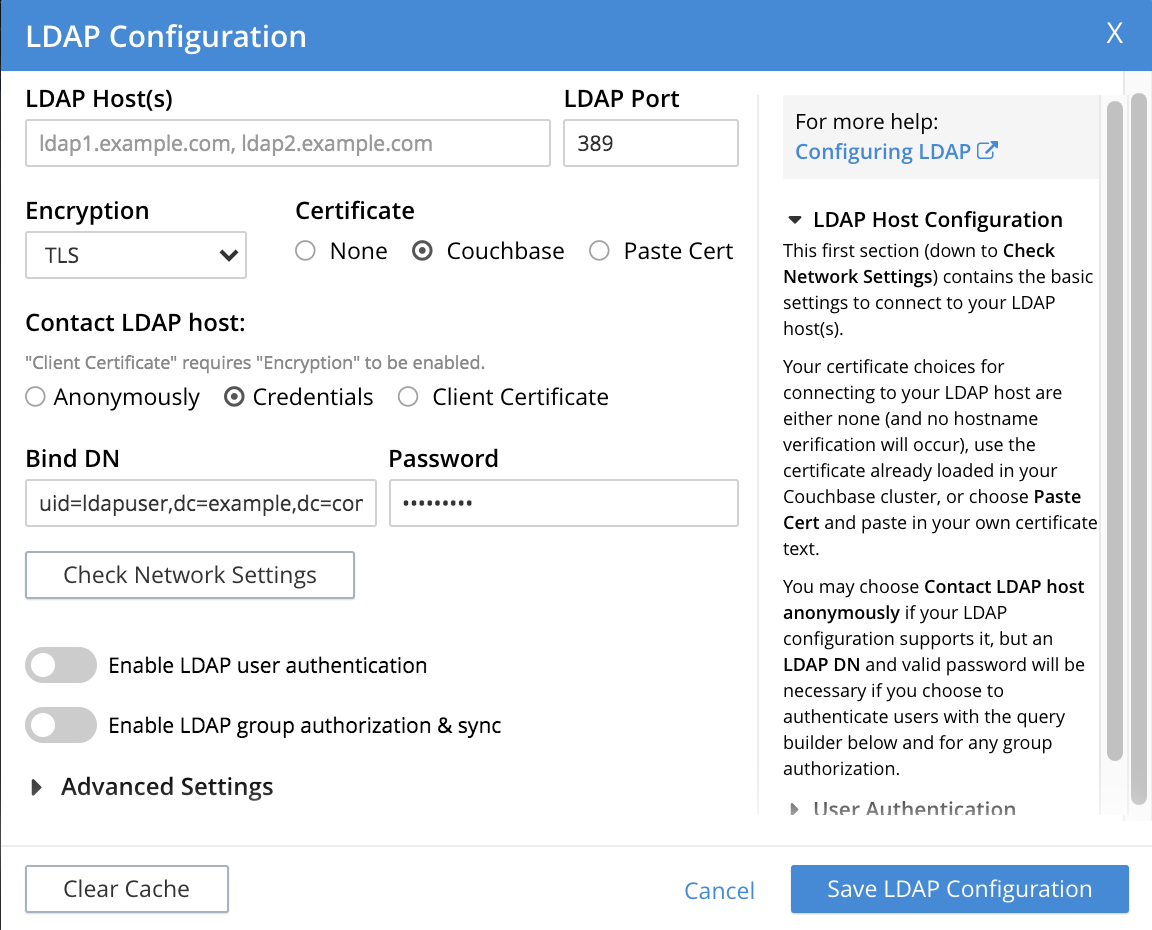 LDAP Configuration
X
LDAP Host(s)
LDAP Port
ldap1.example.com, ldap2.example.com
389
Encryption
Certificate
TLS
None
Couchbase
Paste Cert
Contact LDAP host:
"Client Certificate" requires "Encryption" to be enabled.
Anonymously
Credentials
Client Certificate
Bind DN
Password
uid=ldapuser,dc=example,dc=cor
•••••••••
Check Network Settings
Enable LDAP user authentication
Enable LDAP group authorization & sync
Advanced Settings
For more help:
Configuring LDAP
LDAP Host Configuration
This first section (down to Check
Network Settings) contains the basic
settings to connect to your LDAP
host(s).
Your certificate choices for
connecting to your LDAP host are
either none (and no hostname
verification will occur), use the
certificate already loaded in your
Couchbase cluster, or choose Paste
Cert and paste in your own certificate
text.
You may choose Contact LDAP host
anonymously if your LDAP
configuration supports it, but an
LDAP DN and valid password will be
necessary if you choose to
authenticate users with the query
builder below and for any group
authorization.
User Authentication
Clear Cache
Cancel
Save LDAP Configuration